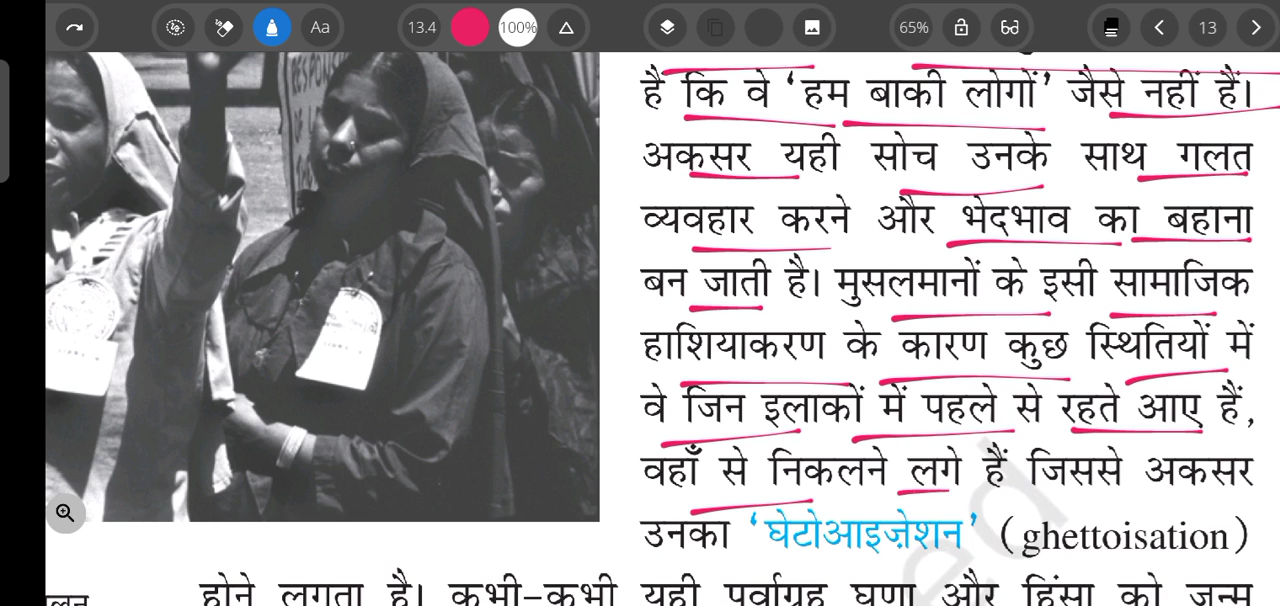 13.4
100%
Aa
65%
13
RESPONS
है कि वे ‘हम बाकी लोगों’ जैसे नहीं हैं।
अकसर यही सोच उनके साथ गलत
व्यवहार करने और भेदभाव का बहाना
बन जाती है। मुसलमानों के इसी सामाजिक
हाशियाकरण के कारण कुछ स्थितियों में
वे जिन इलाकों में पहले से रहते आए हैं,
वहाँ से निकलने लगे हैं जिससे अकसर
उनका ‘घेटोआइज़ेशन’ (ghettoisation)
होने लगता है। कभी-कभी यही पूर्वाग्रह घृणा और हिंसा को जन्म